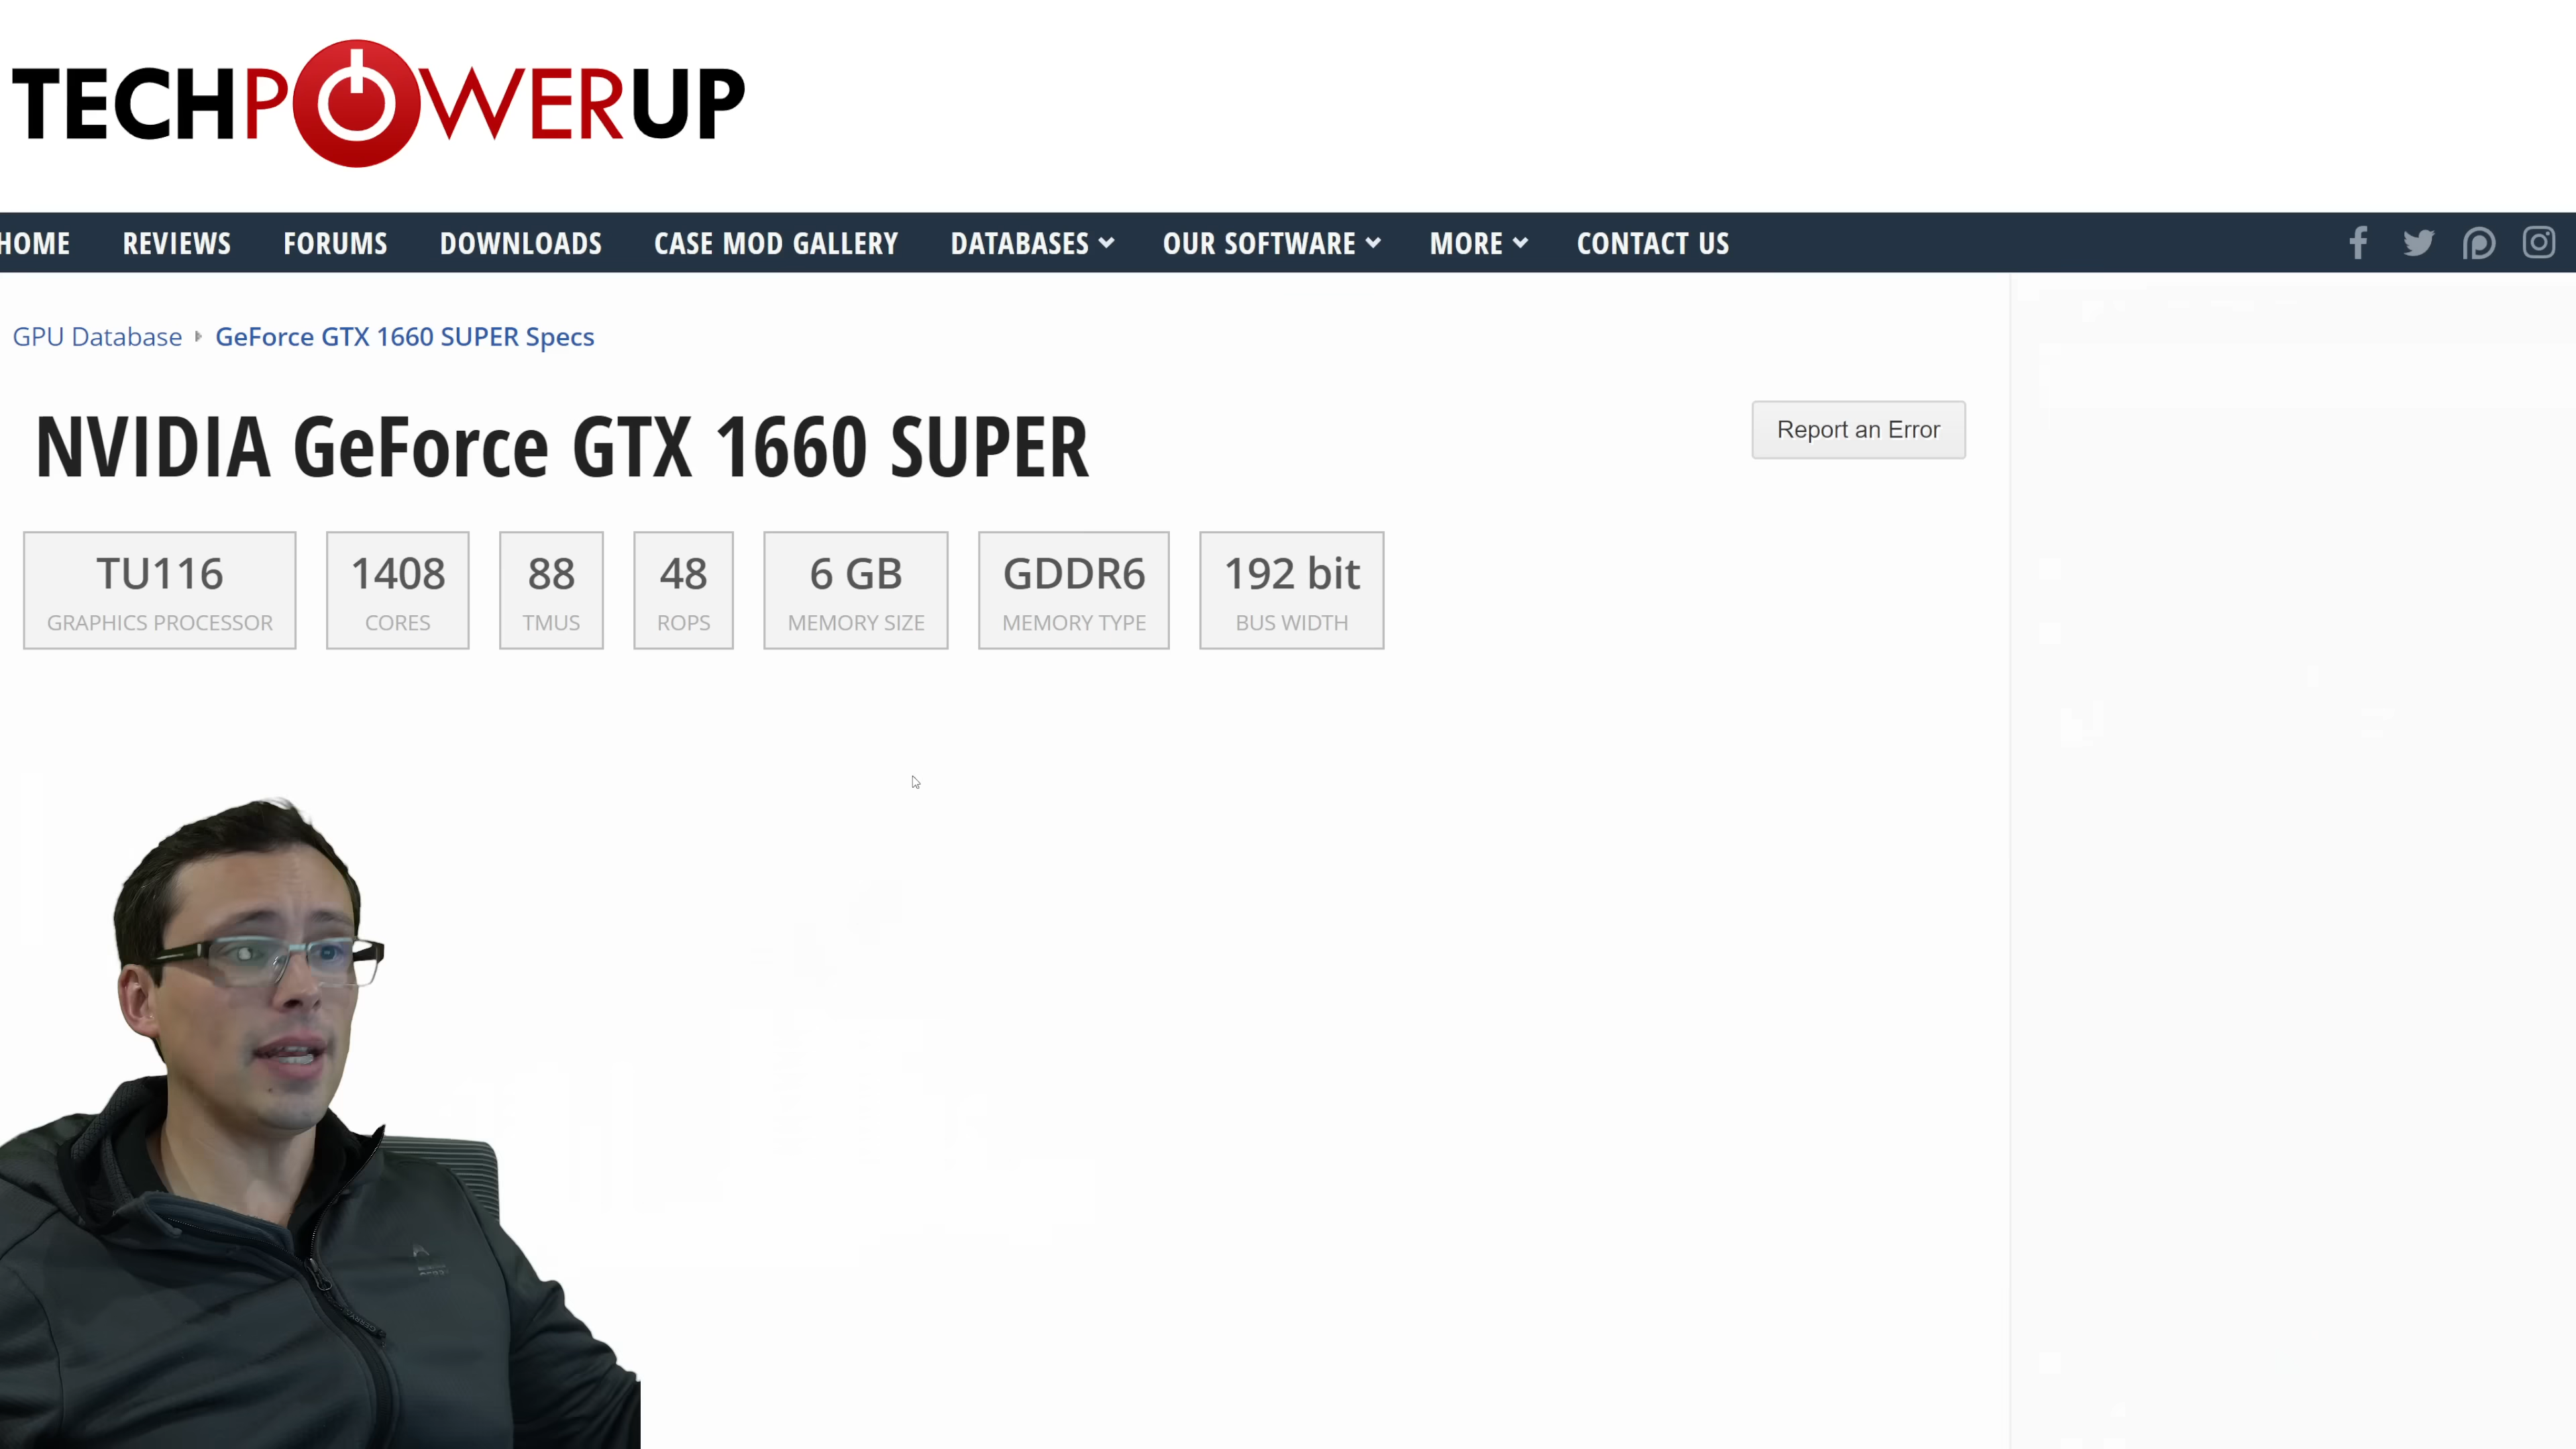 TECHPOWERUP
HOME REVIEWS FORUMS DOWNLOADS CASE MOD GALLERY DATABASES OUR SOFTWARE MORE CONTACT US
GPU Database GeForce GTX 1660 SUPER Specs
NVIDIA GeForce GTX 1660 SUPER
Report an Error
TU116 1408 88 48 6 GB GDDR6 192 bit
GRAPHICS PROCESSOR CORES TMUS ROPS MEMORY SIZE MEMORY TYPE BUS WIDTH